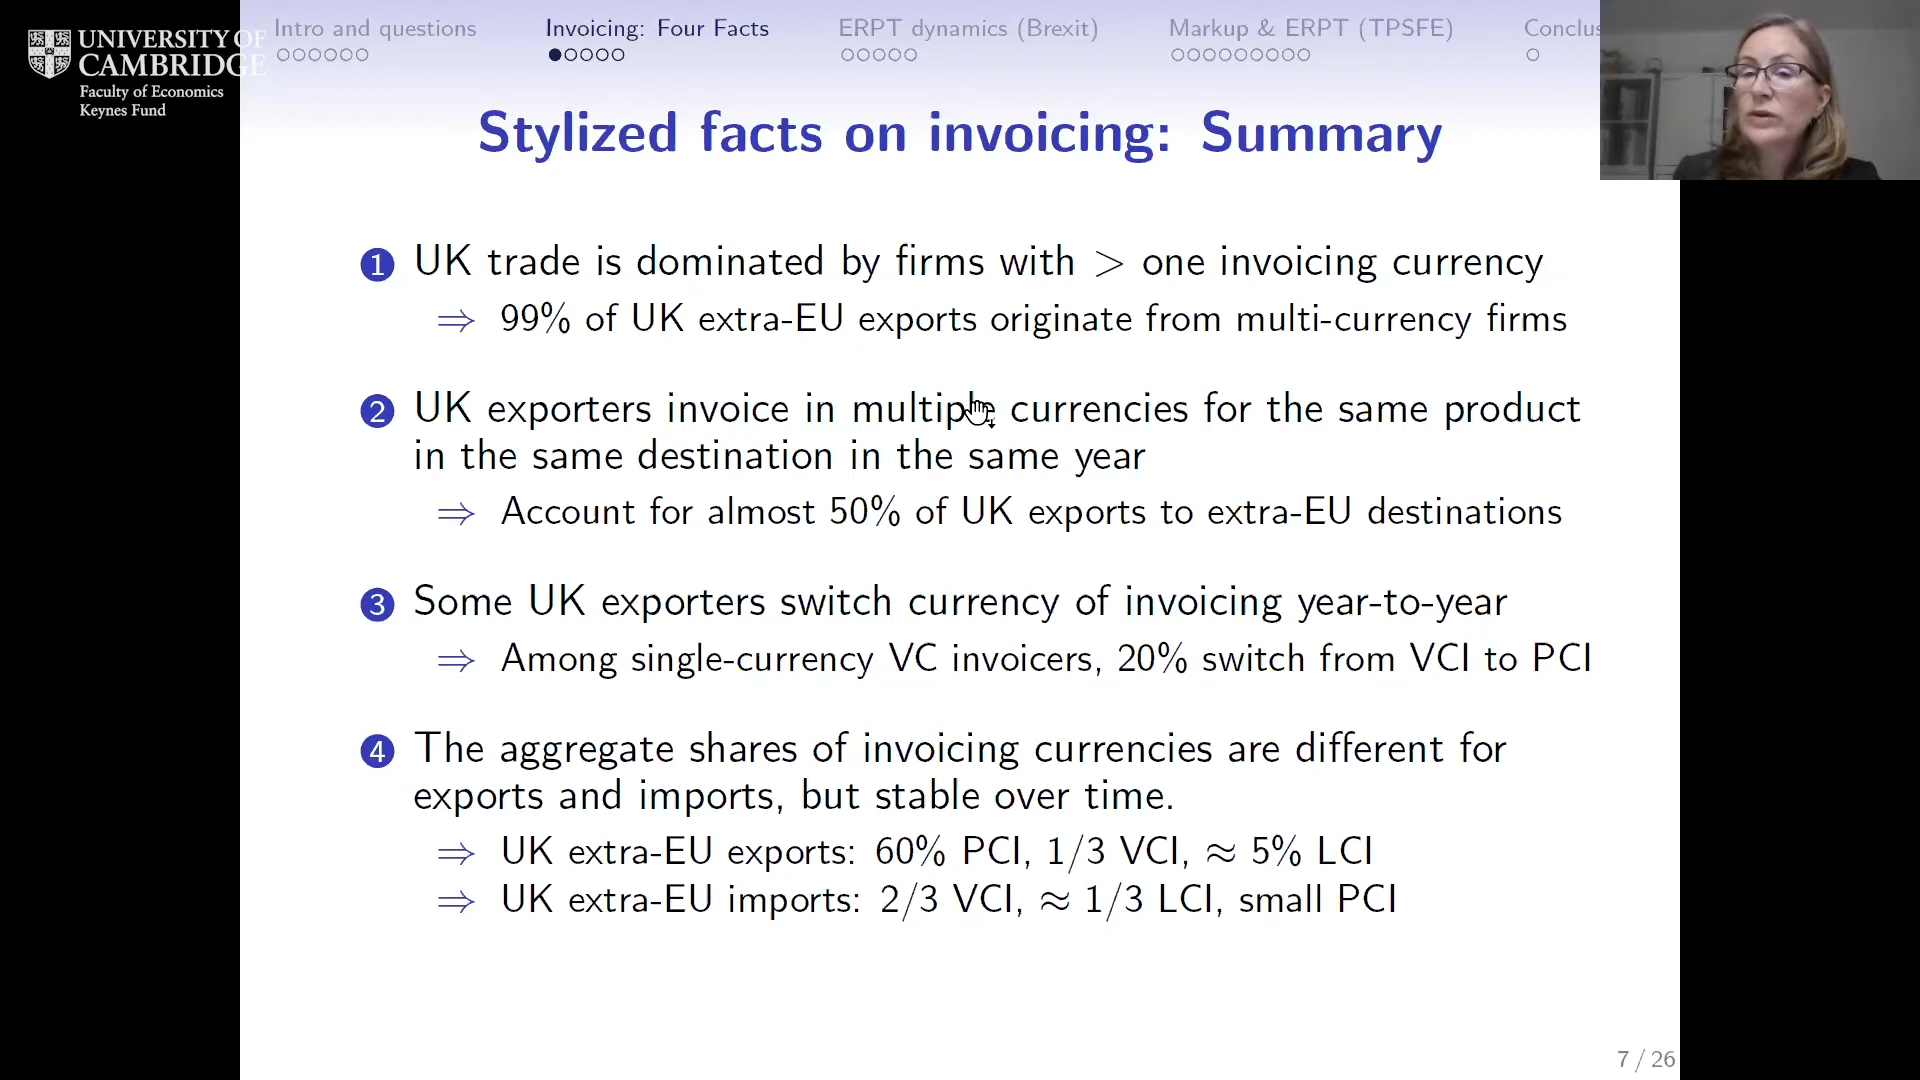 UNIVERSITY OF
CAMBRIDGE
Faculty of Economics
Keynes Fund
Intro and questions
Invoicing: Four Facts
ERPT dynamics (Brexit)
Markup & ERPT (TPSFE)
Conclus
Stylized facts on invoicing: Summary
1 UK trade is dominated by firms with > one invoicing currency
⇒ 99% of UK extra-EU exports originate from multi-currency firms
2 UK exporters invoice in multiple currencies for the same product
in the same destination in the same year
⇒ Account for almost 50% of UK exports to extra-EU destinations
3 Some UK exporters switch currency of invoicing year-to-year
⇒ Among single-currency VC invoicers, 20% switch from VCI to PCI
4 The aggregate shares of invoicing currencies are different for
exports and imports, but stable over time.
⇒ UK extra-EU exports: 60% PCI, 1/3 VCI, ≈ 5% LCI
⇒ UK extra-EU imports: 2/3 VCI, ≈ 1/3 LCI, small PCI
7 / 26